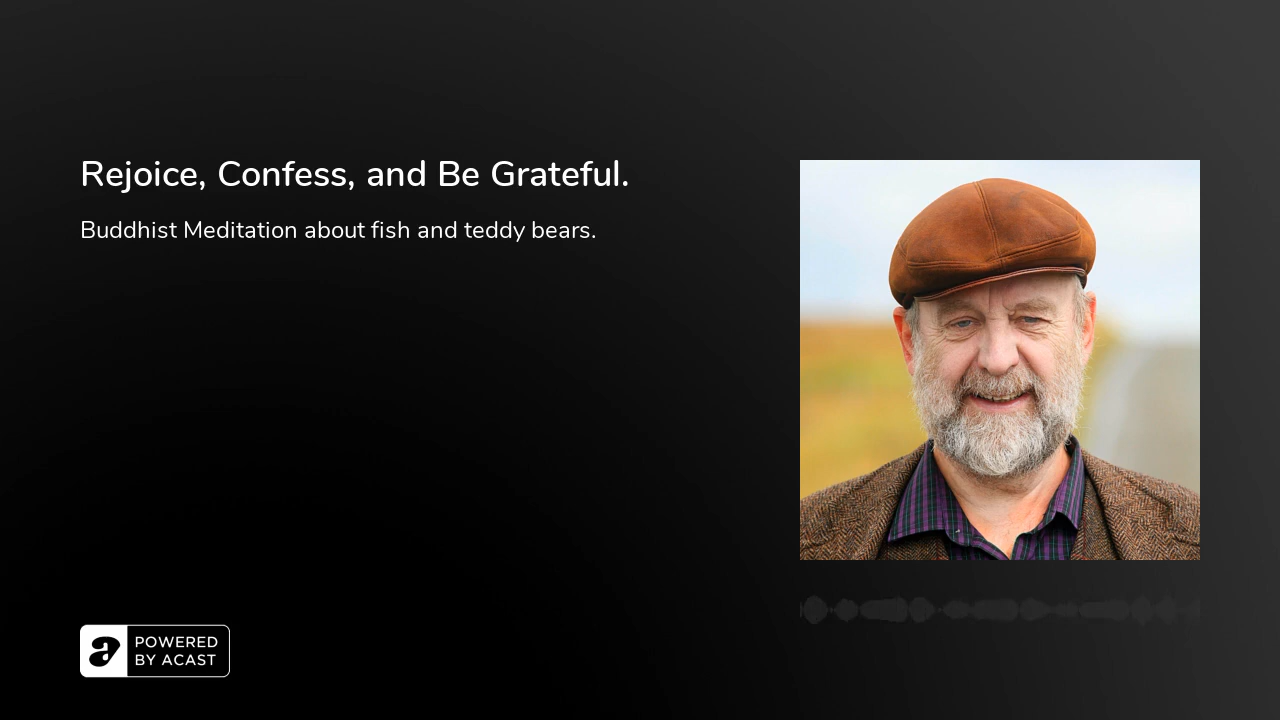 Rejoice, Confess, and Be Grateful.
Buddhist Meditation about fish and teddy bears.
a POWERED
BY ACAST